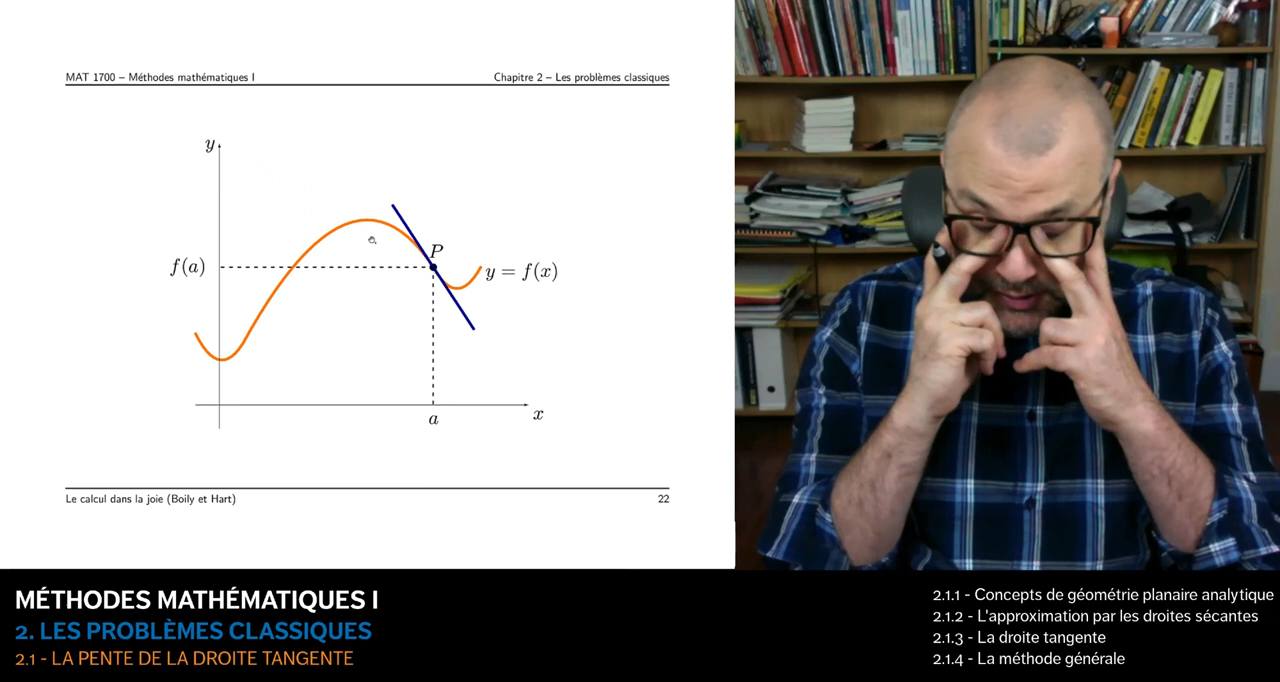 MAT 1700 – Méthodes mathématiques I
Chapitre 2 – Les problèmes classiques
y
P
f(a)
y = f(x)
a
x
Le calcul dans la joie (Boily et Hart)
22
MÉTHODES MATHÉMATIQUES I
2. LES PROBLÈMES CLASSIQUES
2.1 - LA PENTE DE LA DROITE TANGENTE
2.1.1 - Concepts de géométrie planaire analytique
2.1.2 - L'approximation par les droites sécantes
2.1.3 - La droite tangente
2.1.4 - La méthode générale